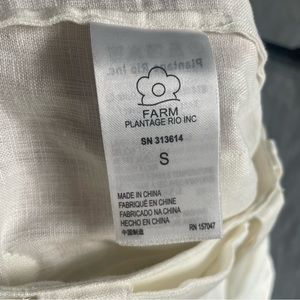 FARM
PLANTAGE RIO INC
SN 313614
S
MADE IN CHINA
FABRIQUÉ EN CHINE
FABRICADO NA CHINA
HECHO EN CHINA
中国制造
RN 157047